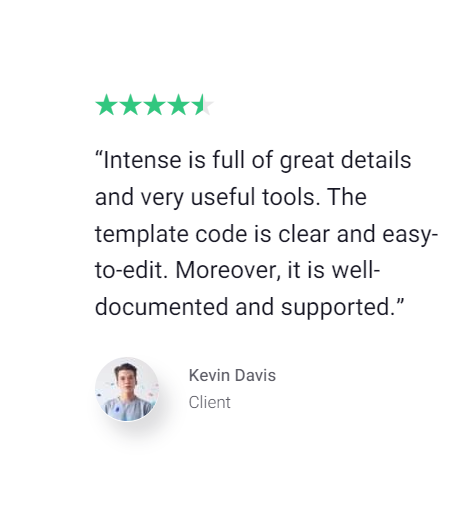 “Intense is full of great details
and very useful tools. The
template code is clear and easy-
to-edit. Moreover, it is well-
documented and supported.”
Kevin Davis
Client